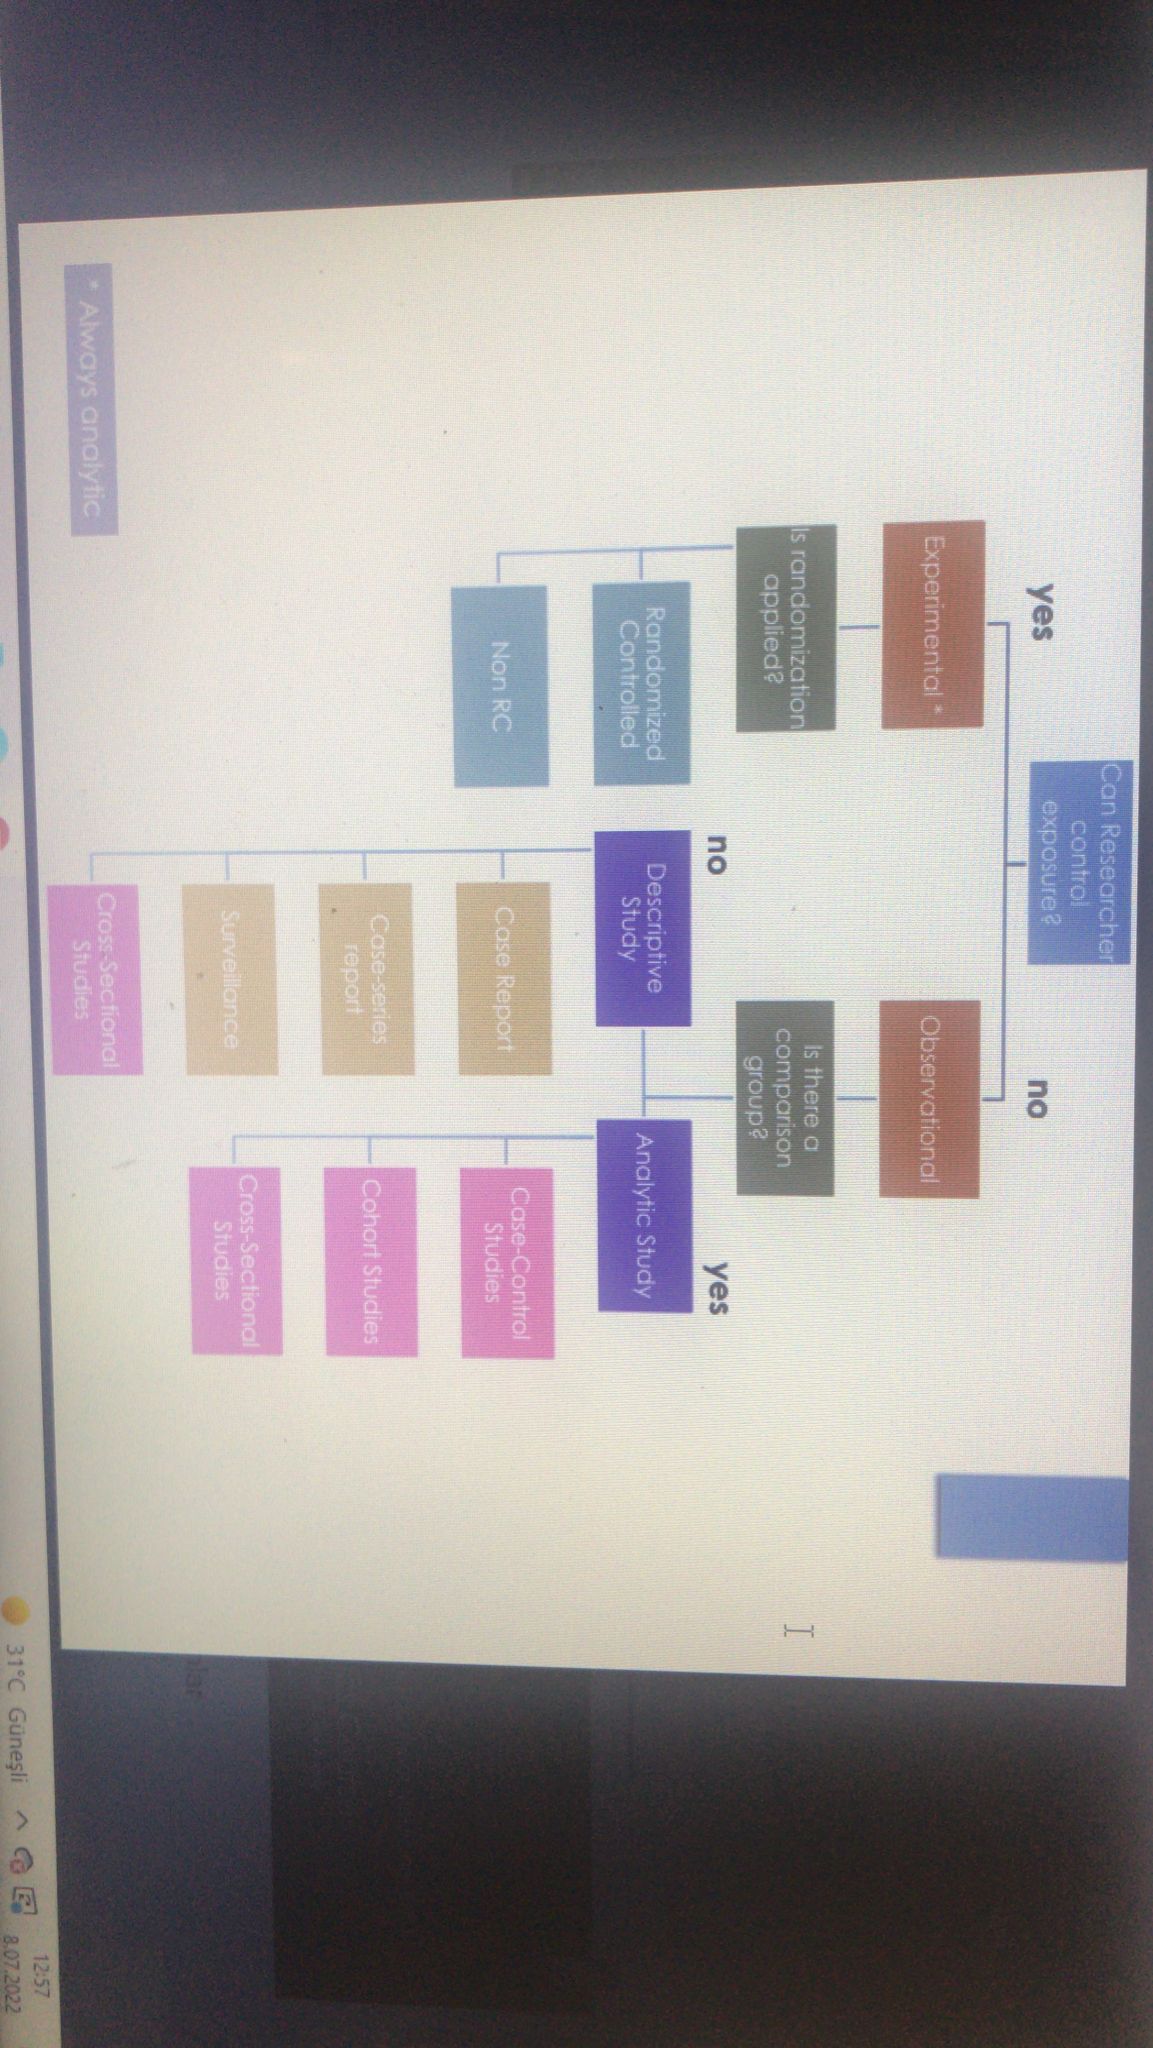 Can Researcher
control
exposure?
yes
no
Experimental *
Observational
Is randomization
applied?
Is there a
comparison
group?
no
yes
Randomized
Controlled
Descriptive
Study
Analytic Study
Non RC
Case Report
Case-Control
Studies
Case-series
report
Cohort Studies
Surveillance
Cross-Sectional
Studies
Cross-Sectional
Studies
* Always analytic
31°C Güneşli
12:57
8.07.2022